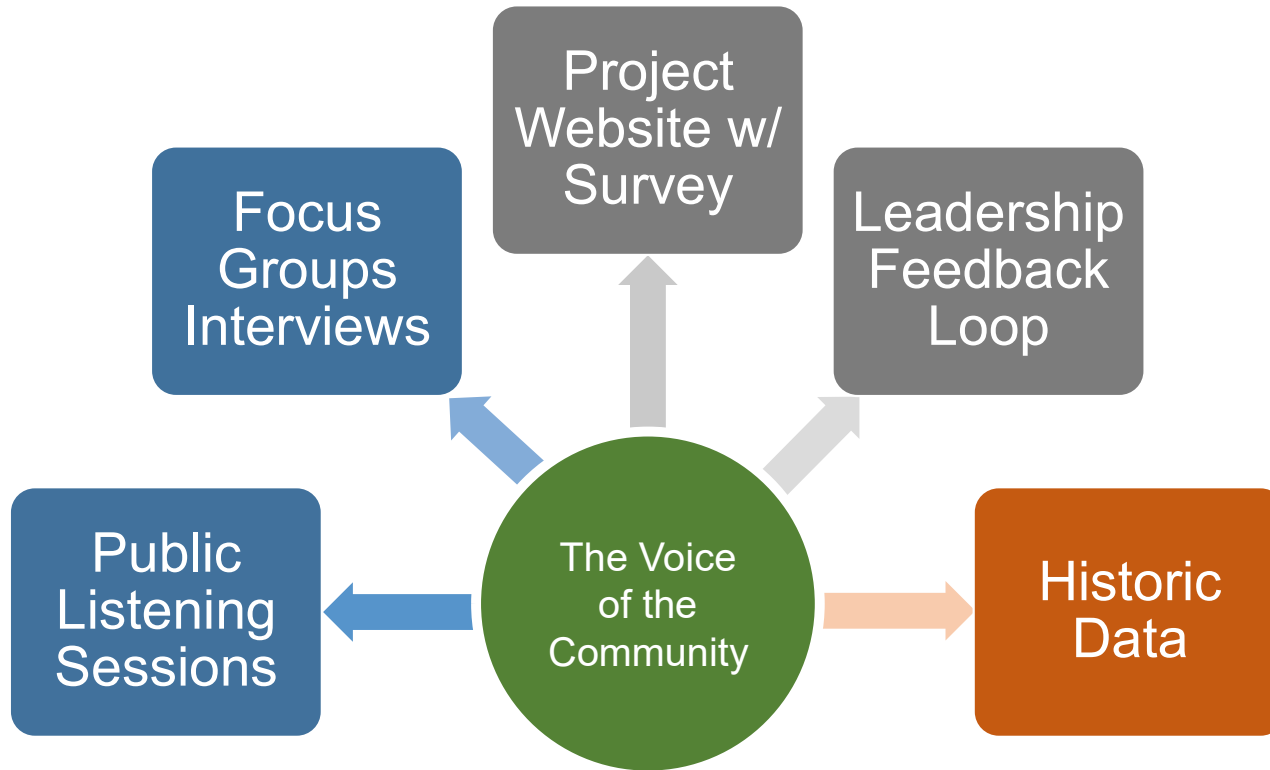 Project
Website w/
Survey
Focus
Groups
Interviews
Leadership
Feedback
Loop
Public
Listening
Sessions
The Voice
of the
Community
Historic
Data